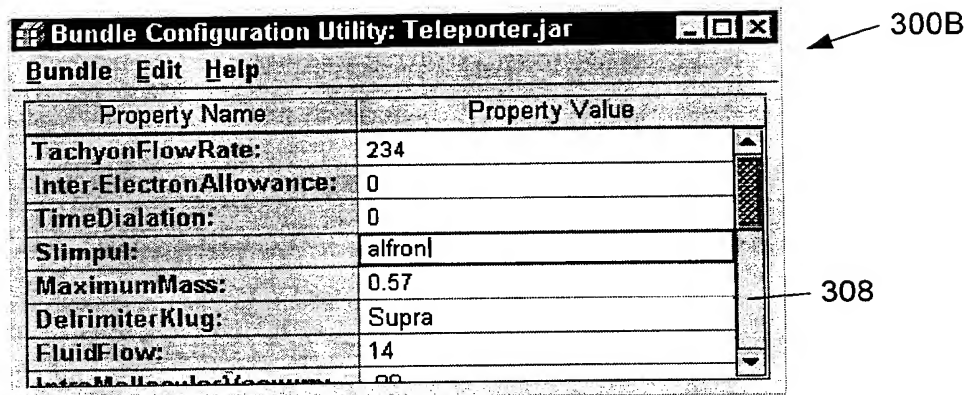 Bundle Configuration Utility: Teleporter.jar
300B
Bundle Edit Help
Property Name Property Value
TachyonFlowRate: 234
Inter-ElectronAllowance: 0
TimeDialation: 0
Slimpul: alfron
MaximumMass: 0.57
308
DelrimiterKlug: Supra
FluidFlow: 14